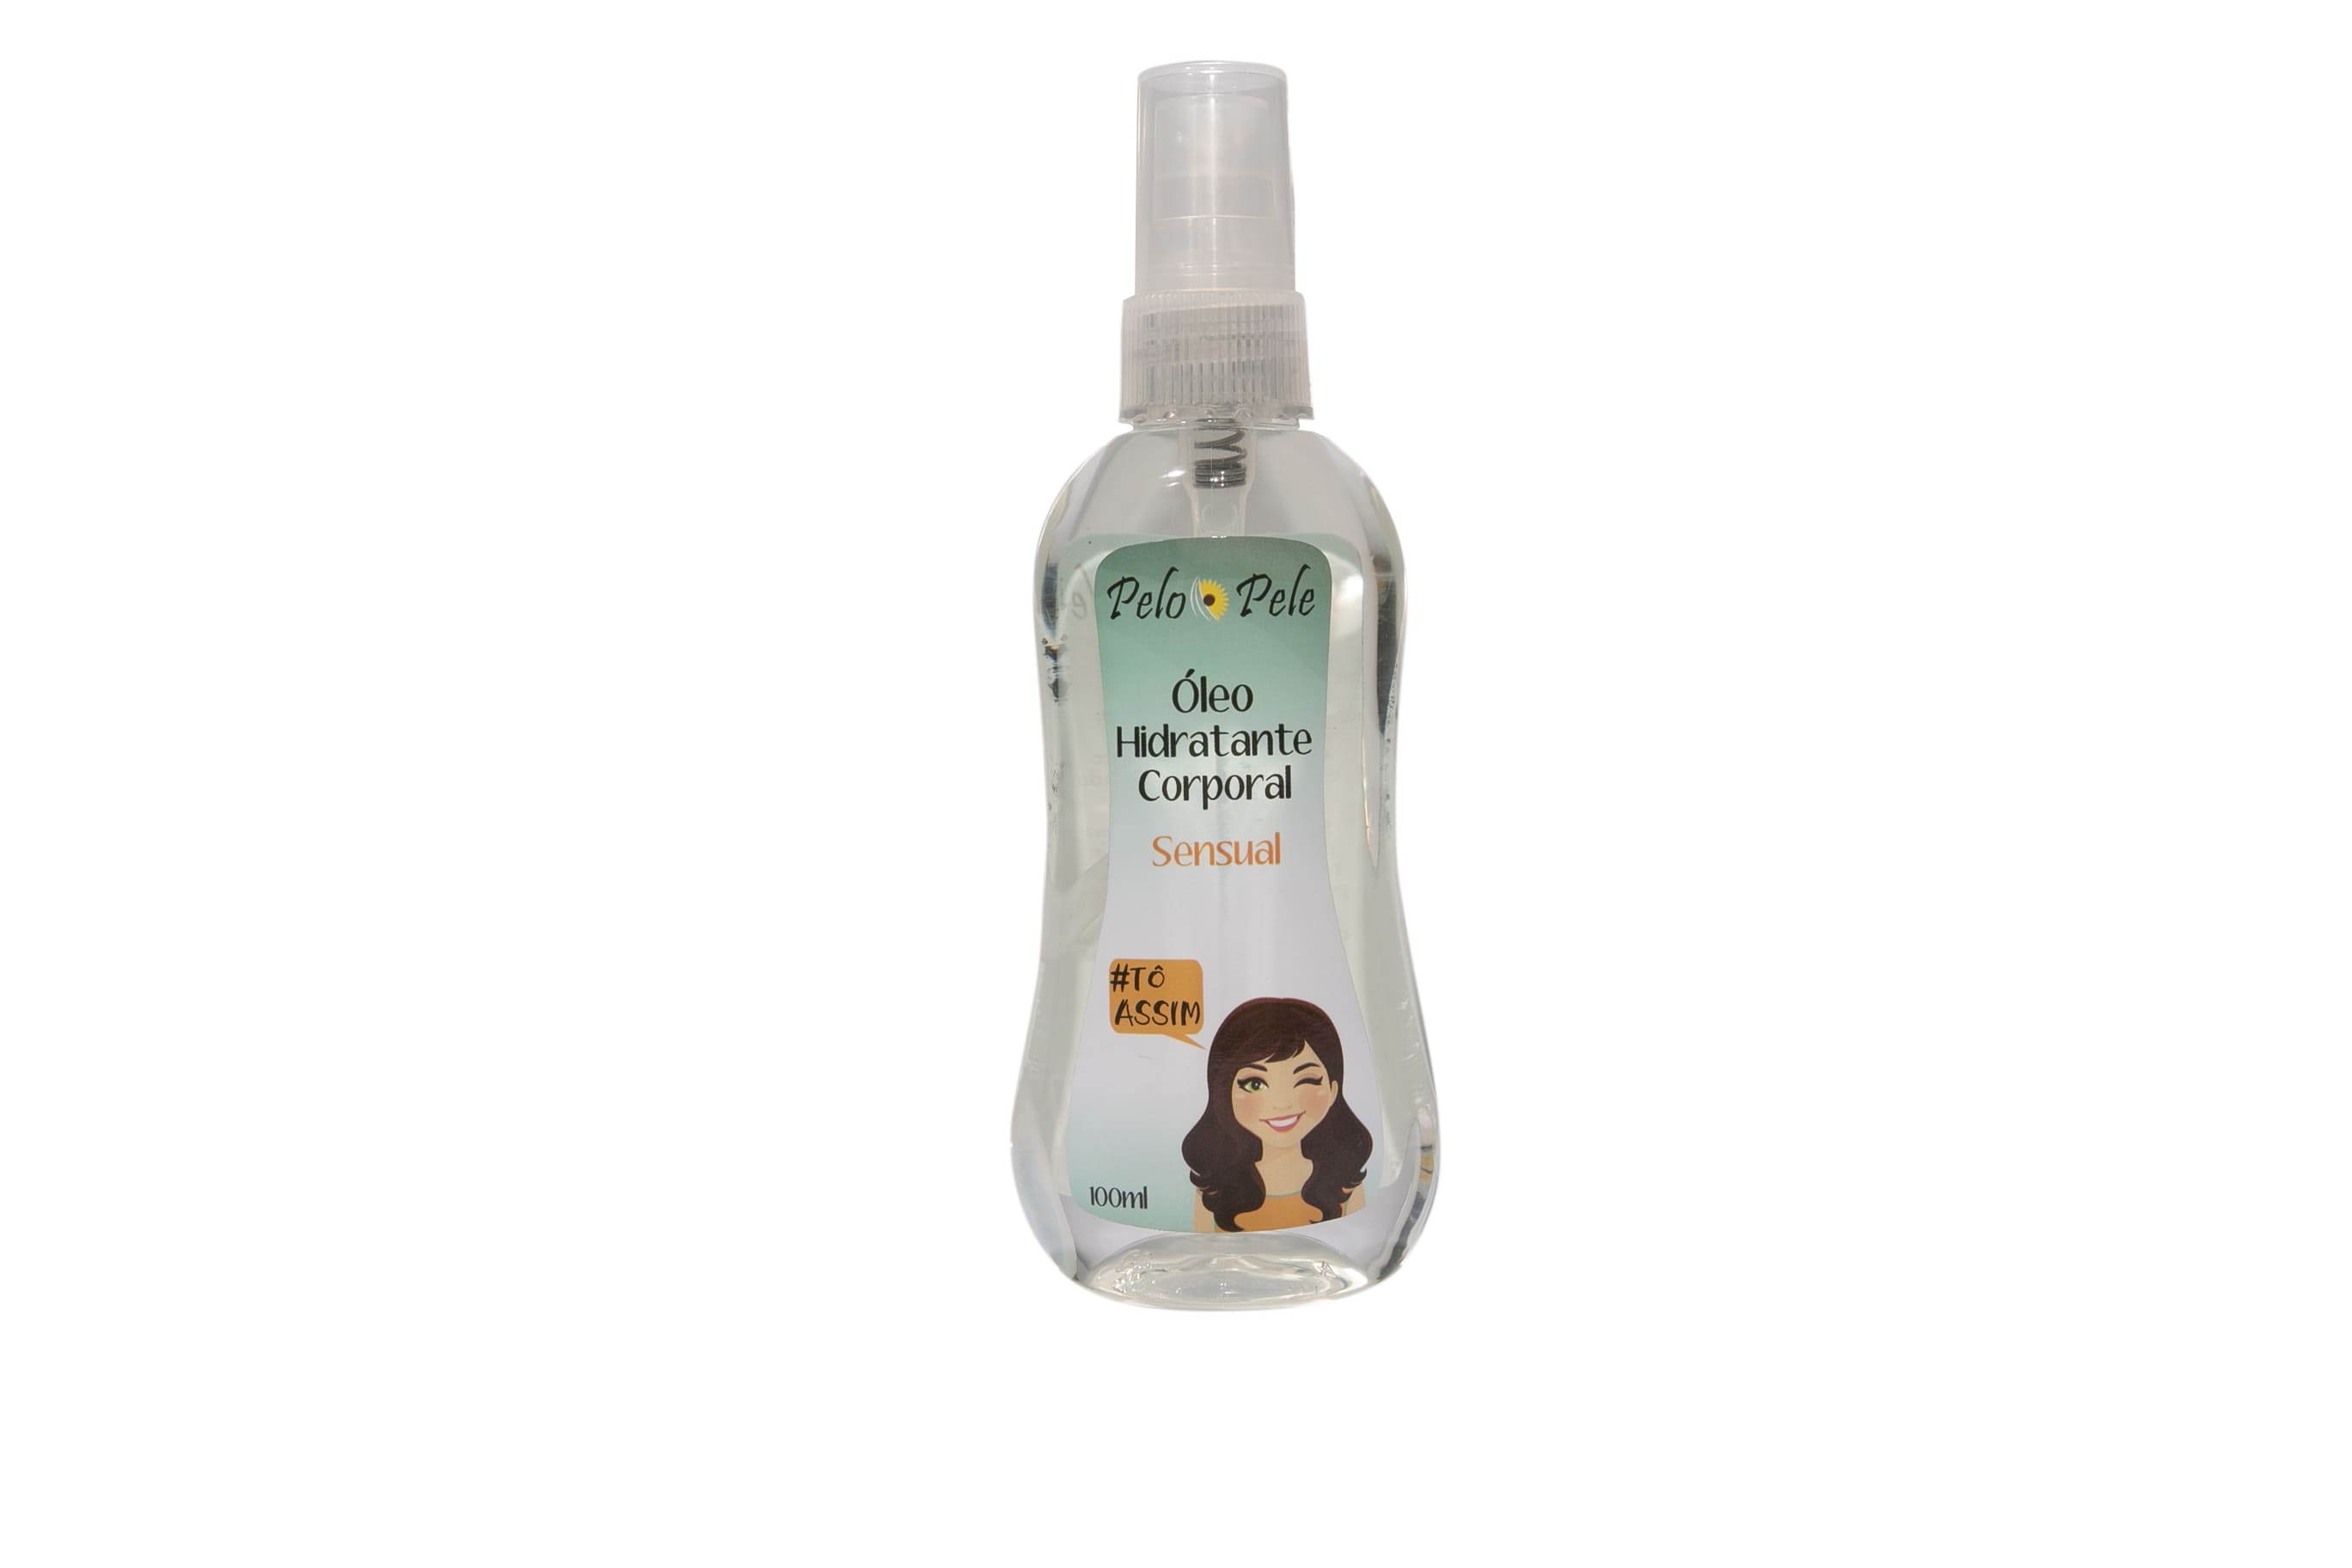 Pelo Pele
Óleo
Hidratante
Corporal
Sensual
#TÔ
ASSIM
100ml